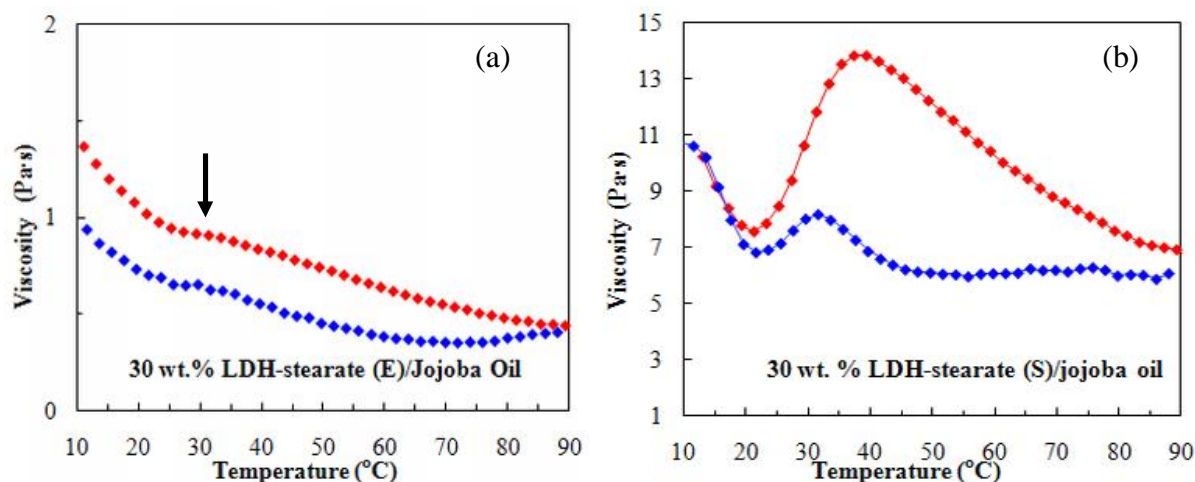 2
1
0
Viscosity (Pa·s)
(a)
30 wt.% LDH-stearate (E)/Jojoba Oil
10 20 30 40 50 60 70 80 90
Temperature (°C)
15
13
11
9
7
5
3
1
Viscosity (Pa·s)
(b)
30 wt. % LDH-stearate (S)/jojoba oil
10 20 30 40 50 60 70 80 90
Temperature (°C)